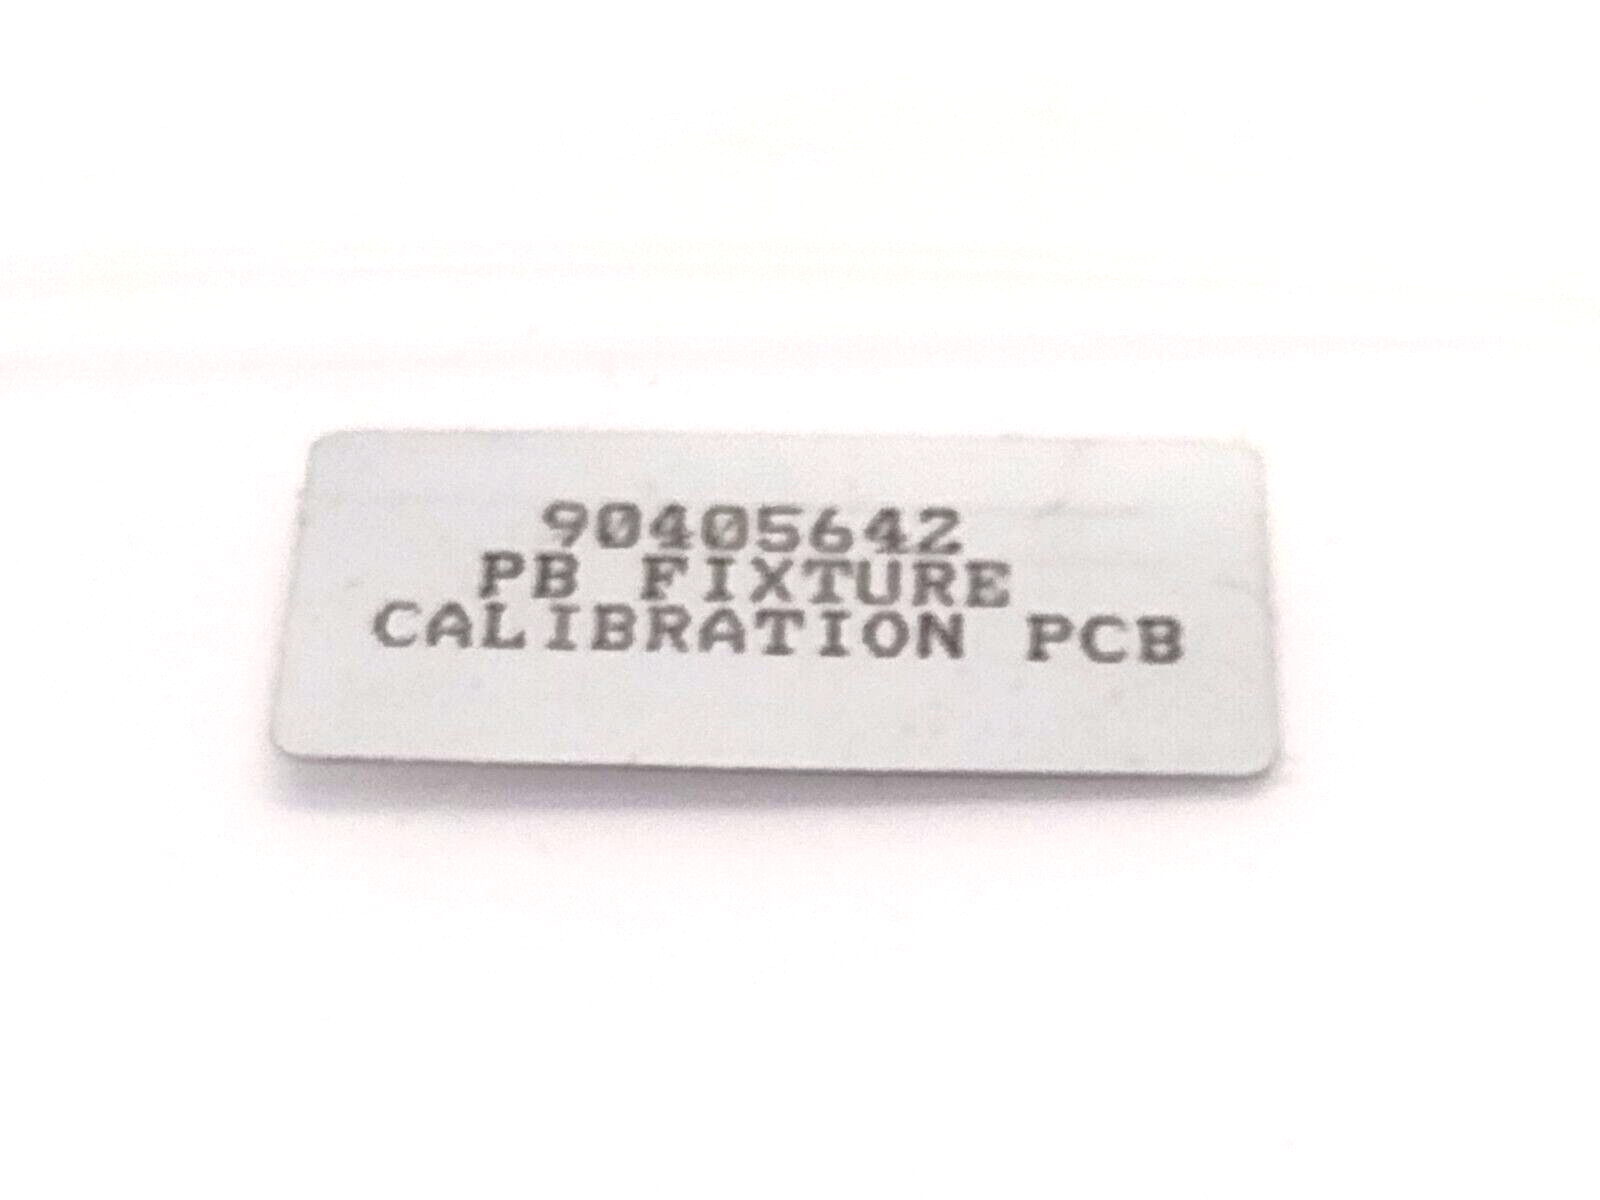 90405642
PB FIXTURE
CALIBRATION PCB